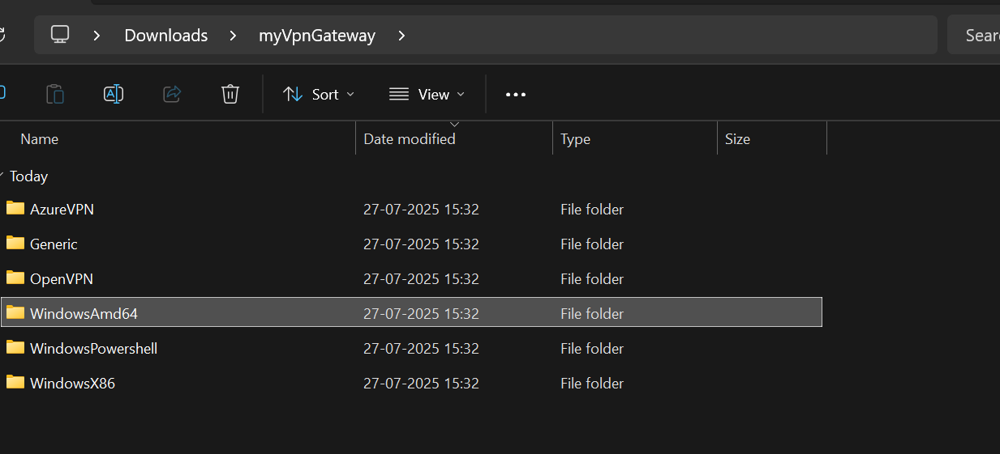 Downloads > myVpnGateway >
Sear
A Sort View •••
Name Date modified Type Size
Today
AzureVPN 27-07-2025 15:32 File folder
Generic 27-07-2025 15:32 File folder
OpenVPN 27-07-2025 15:32 File folder
WindowsAmd64 27-07-2025 15:32 File folder
WindowsPowershell 27-07-2025 15:32 File folder
WindowsX86 27-07-2025 15:32 File folder